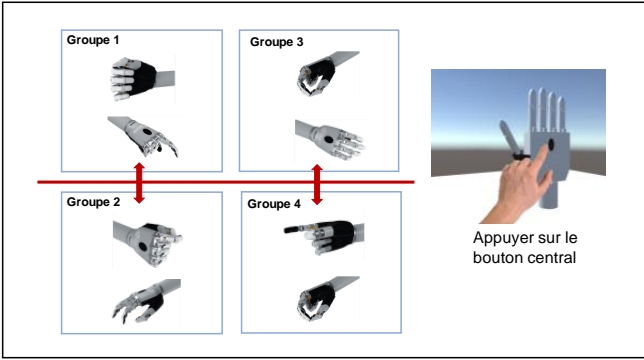 Groupe 1
Groupe 3
Groupe 2
Groupe 4
Appuyer sur le
bouton central